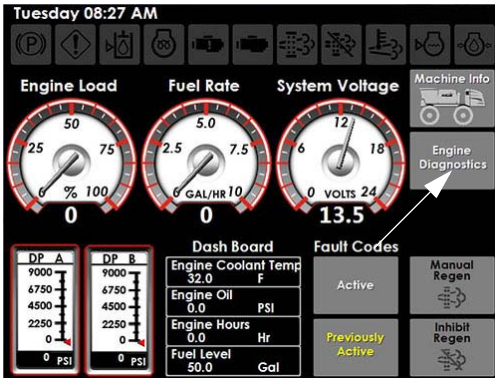 Tuesday 08:27 AM
(P)
Engine Load
Fuel Rate
System Voltage
Machine Info
50
25
75
0
%
100
0
5.0
2.5
7.5
0
GAL/HR
10
0
12
6
18
0
VOLTS
24
13.5
Engine
Diagnostics
DP A
9000
6750
4500
2250
0
0 PSI
DP B
9000
6750
4500
2250
0
0 PSI
Dash Board
Engine Coolant Temp
32.0 F
Engine Oil
0.0 PSI
Engine Hours
0.0 Hr
Fuel Level
50.0 Gal
Fault Codes
Active
Previously
Active
Manual
Regen
Inhibit
Regen